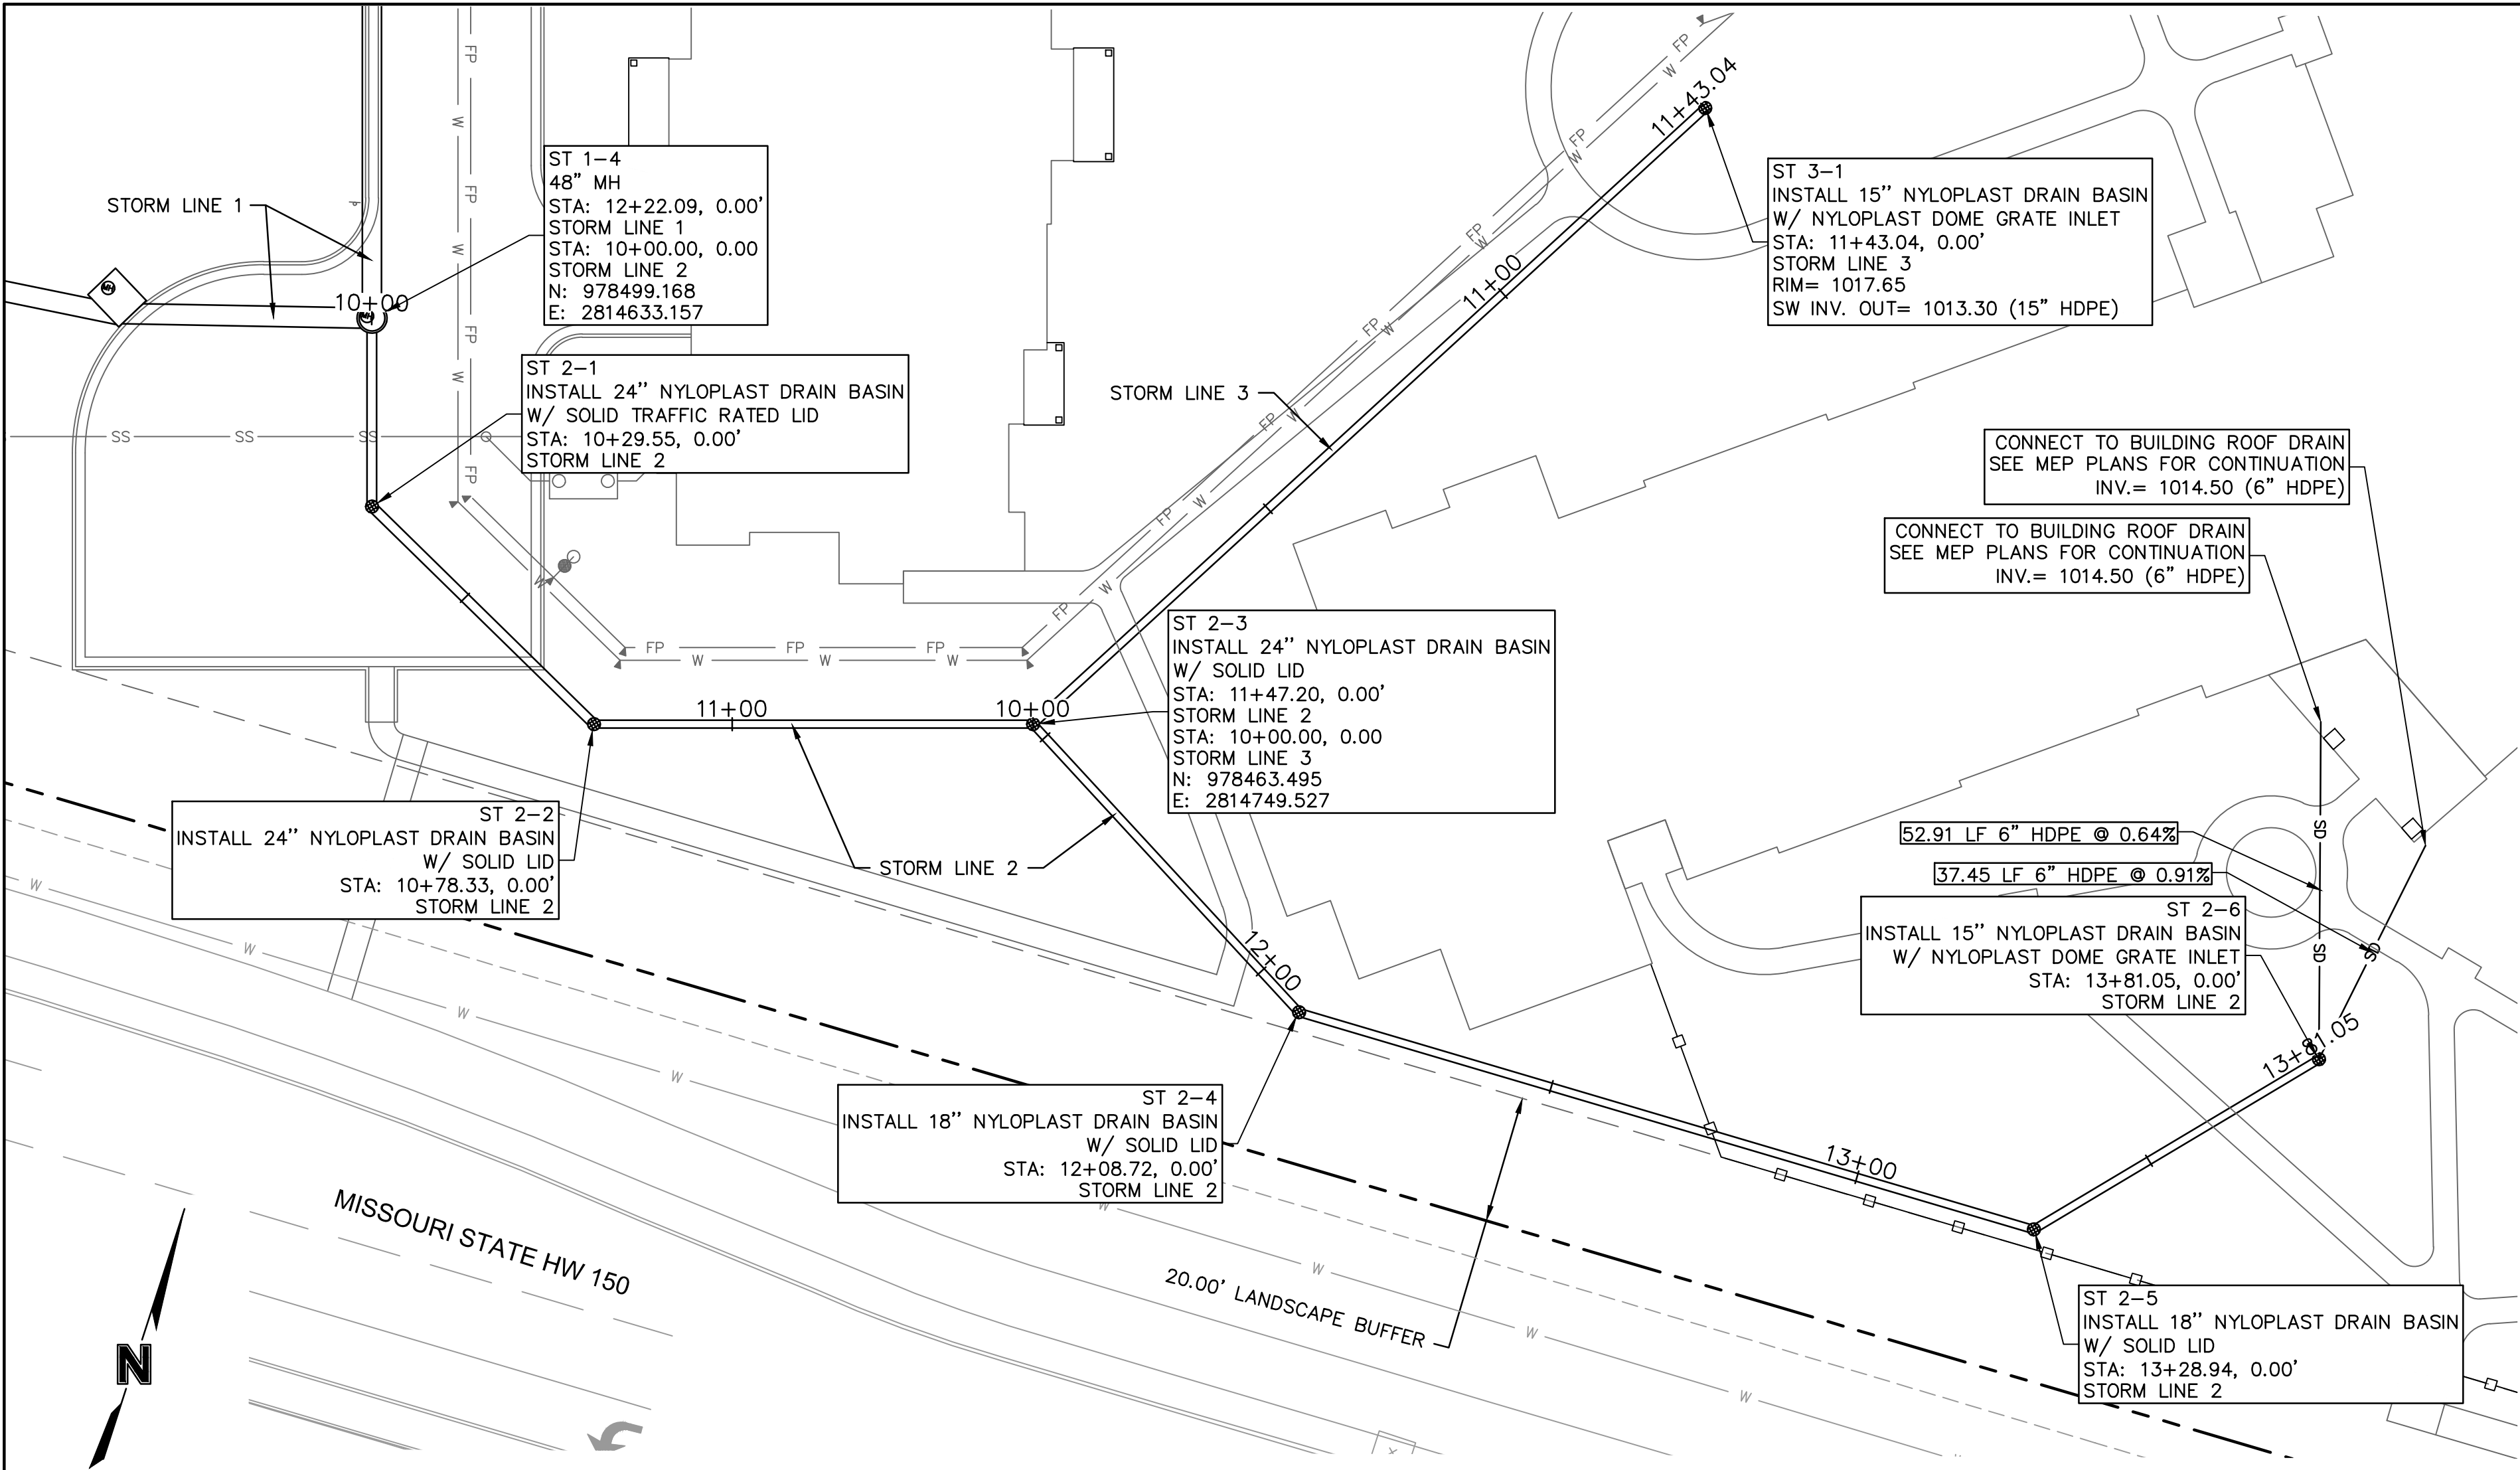 STORM LINE 1
10+00
ST 1-4
48" MH
STA: 12+22.09, 0.00'
STORM LINE 1
STA: 10+00.00, 0.00
STORM LINE 2
N: 978499.168
E: 2814633.157
ST 2-1
INSTALL 24" NYLOPLAST DRAIN BASIN
W/ SOLID TRAFFIC RATED LID
STA: 10+29.55, 0.00'
STORM LINE 2
11+43.04
11+00
ST 3-1
INSTALL 15" NYLOPLAST DRAIN BASIN
W/ NYLOPLAST DOME GRATE INLET
STA: 11+43.04, 0.00'
STORM LINE 3
RIM= 1017.65
SW INV. OUT= 1013.30 (15" HDPE)
STORM LINE 3
CONNECT TO BUILDING ROOF DRAIN
SEE MEP PLANS FOR CONTINUATION
INV.= 1014.50 (6" HDPE)
CONNECT TO BUILDING ROOF DRAIN
SEE MEP PLANS FOR CONTINUATION
INV.= 1014.50 (6" HDPE)
FP
FP
FP
FP
FP
W
W
W
SS
SS
SS
W
FP
FP
FP
W
W
W
FP
W
FP
W
FP
W
FP
W
FP
W
FP
W
FP
W
11+00
10+00
ST 2-3
INSTALL 24" NYLOPLAST DRAIN BASIN
W/ SOLID LID
STA: 11+47.20, 0.00'
STORM LINE 2
STA: 10+00.00, 0.00
STORM LINE 3
N: 978463.495
E: 2814749.527
ST 2-2
INSTALL 24" NYLOPLAST DRAIN BASIN
W/ SOLID LID
STA: 10+78.33, 0.00'
STORM LINE 2
STORM LINE 2
52.91 LF 6" HDPE @ 0.64%
37.45 LF 6" HDPE @ 0.91%
SD
SD
SD
ST 2-6
INSTALL 15" NYLOPLAST DRAIN BASIN
W/ NYLOPLAST DOME GRATE INLET
STA: 13+81.05, 0.00'
STORM LINE 2
13+81.05
12+00
ST 2-4
INSTALL 18" NYLOPLAST DRAIN BASIN
W/ SOLID LID
STA: 12+08.72, 0.00'
STORM LINE 2
13+00
W
W
W
W
W
W
W
W
MISSOURI STATE HW 150
20.00' LANDSCAPE BUFFER
ST 2-5
INSTALL 18" NYLOPLAST DRAIN BASIN
W/ SOLID LID
STA: 13+28.94, 0.00'
STORM LINE 2
N